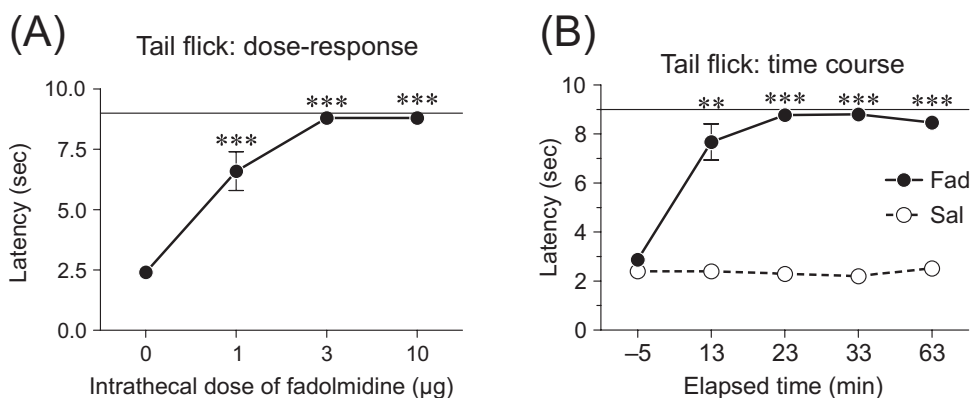 (A)
Tail flick: dose-response
10.0
7.5
5.0
2.5
0.0
Latency (sec)
***
***
***
0 1 3 10
Intrathecal dose of fadolmidine (µg)
(B)
Tail flick: time course
10
8
6
4
2
0
Latency (sec)
**
***
***
***
Fad
Sal
–5 13 23 33 63
Elapsed time (min)